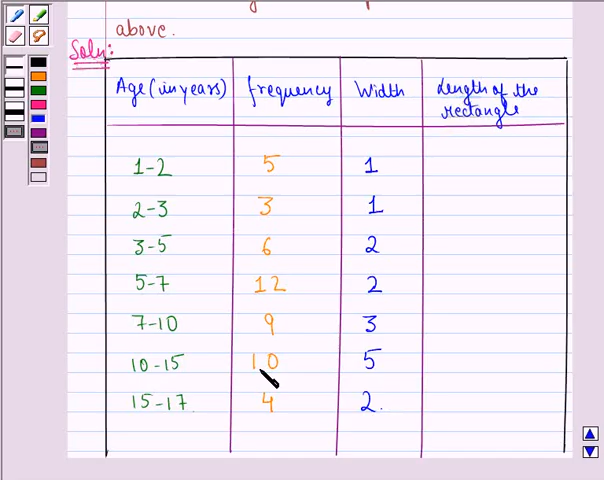 above.
Soln:
Age(in years) frequency Width Length of the rectangle
1-2 5 1
2-3 3 1
3-5 6 2
5-7 12 2
7-10 9 3
10-15 10 5
15-17. 4 2.